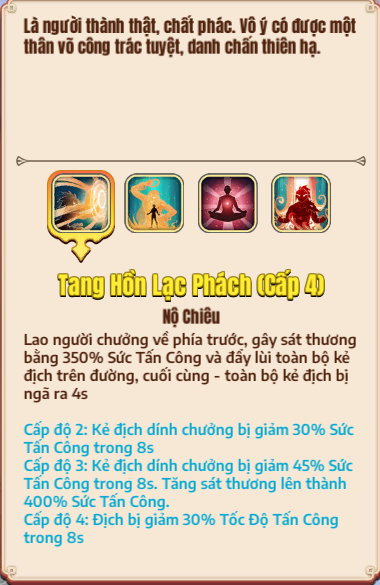 Là người thành thật, chất phác. Vô ý có được một
thân võ công trác tuyệt, danh chấn thiên hạ.
Tang Hồn Lạc Phách (Cấp 4)
Nộ Chiêu
Lao người chưởng về phía trước, gây sát thương
bằng 350% Sức Tấn Công và đẩy lùi toàn bộ kẻ
địch trên đường, cuối cùng - toàn bộ kẻ địch bị
ngã ra 4s
Cấp độ 2: Kẻ địch dính chưởng bị giảm 30% Sức
Tấn Công trong 8s
Cấp độ 3: Kẻ địch dính chưởng bị giảm 45% Sức
Tấn Công trong 8s. Tăng sát thương lên thành
400% Sức Tấn Công.
Cấp độ 4: Địch bị giảm 30% Tốc Độ Tấn Công
trong 8s